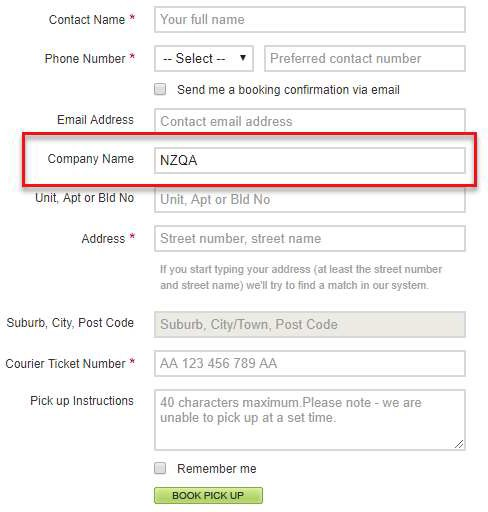 Contact Name * Your full name
Phone Number * -- Select -- Preferred contact number
Send me a booking confirmation via email
Email Address Contact email address
Company Name NZQA
Unit, Apt or Bld No Unit, Apt or Bld No
Address * Street number, street name
If you start typing your address (at least the street number
and street name) we'll try to find a match in our system.
Suburb, City, Post Code Suburb, City/Town, Post Code
Courier Ticket Number * AA 123 456 789 AA
Pick up Instructions 40 characters maximum.Please note - we are
unable to pick up at a set time.
Remember me
BOOK PICK UP